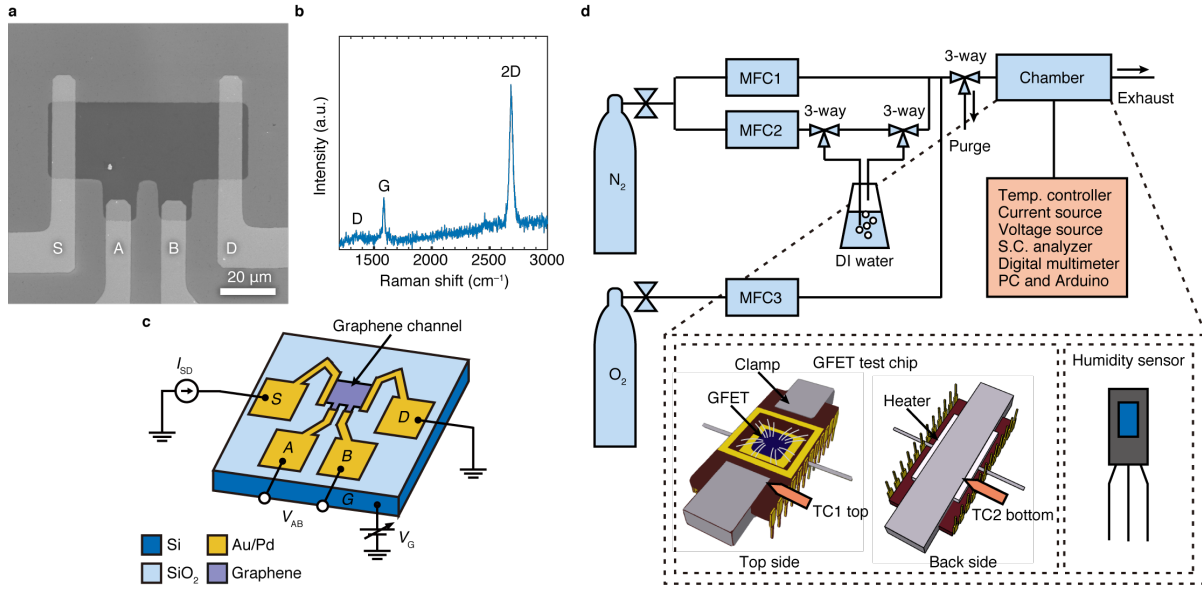 a
S
A
B
D
20 µm
b
Intensity (a.u.)
D
G
2D
1500
2000
2500
3000
Raman shift (cm⁻¹)
c
Graphene channel
I_SD
S
D
A
B
G
V_AB
V_G
Si
Au/Pd
SiO₂
Graphene
d
N₂
MFC1
MFC2
3-way
3-way
3-way
Chamber
Exhaust
Purge
DI water
Temp. controller
Current source
Voltage source
S.C. analyzer
Digital multimeter
PC and Arduino
O₂
MFC3
Clamp
GFET test chip
GFET
TC1 top
Top side
Heater
TC2 bottom
Back side
Humidity sensor